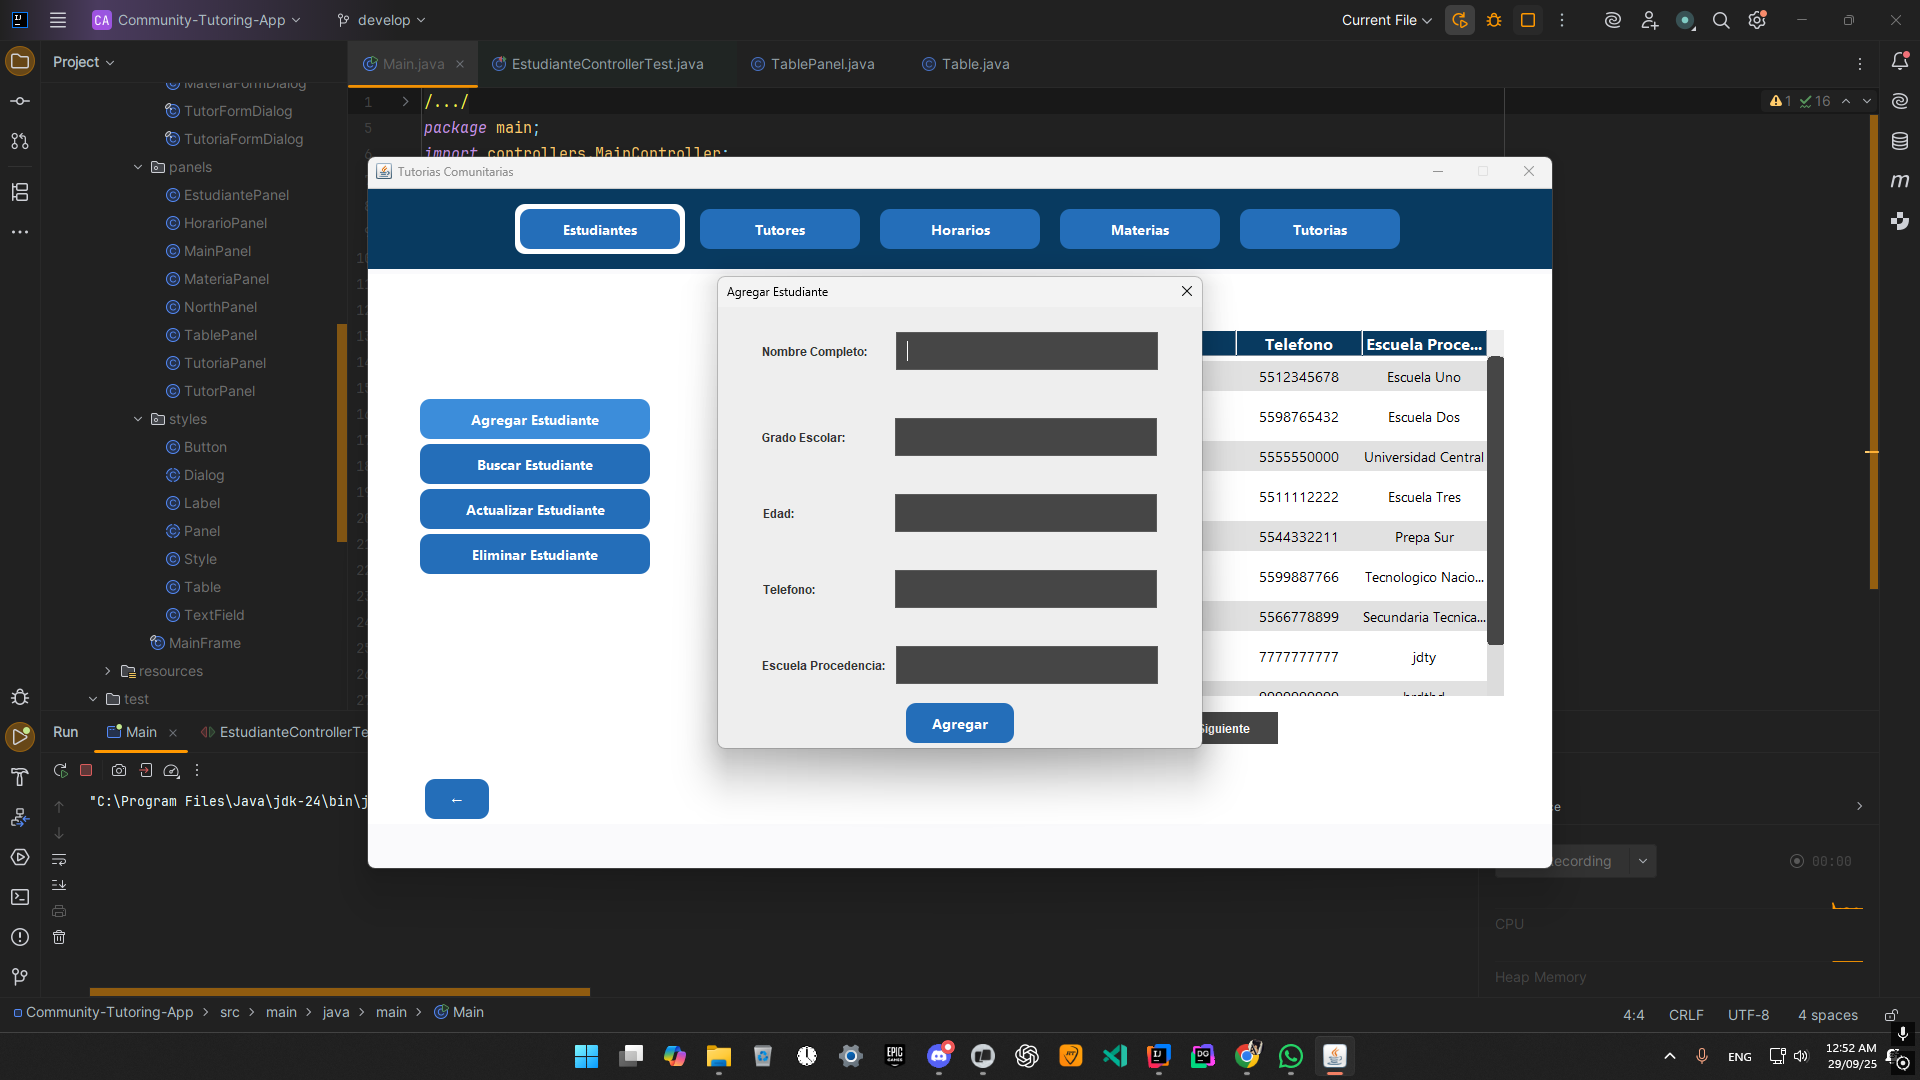 CA Community-Tutoring-App
develop
Current File
Project
Main.java
EstudianteControllerTest.java
TablePanel.java
Table.java
1 /.../
1 16
5 package main;
import controllers.MainController;
MateriaFormDialog
TutorFormDialog
TutoriaFormDialog
panels
EstudiantePanel
HorarioPanel
MainPanel
MateriaPanel
NorthPanel
TablePanel
TutoriaPanel
TutorPanel
styles
Button
Dialog
Label
Panel
Style
Table
TextField
MainFrame
resources
test
Tutorias Comunitarias
Estudiantes
Tutores
Horarios
Materias
Tutorias
Agregar Estudiante
Buscar Estudiante
Actualizar Estudiante
Eliminar Estudiante
←
Agregar Estudiante
Nombre Completo:
Grado Escolar:
Edad:
Telefono:
Escuela Procedencia:
Agregar
Telefono Escuela Proce...
5512345678 Escuela Uno
5598765432 Escuela Dos
5555550000 Universidad Central
5511112222 Escuela Tres
5544332211 Prepa Sur
5599887766 Tecnologico Nacio...
5566778899 Secundaria Tecnica...
7777777777 jdty
Siguiente
Run
Main
EstudianteControllerTe
"C:\Program Files\Java\jdk-24\bin\j
ce
ecording
00:00
CPU
Heap Memory
Community-Tutoring-App > src > main > java > main > Main
4:4 CRLF UTF-8 4 spaces
EPIC GAMES
ENG
12:52 AM
29/09/25